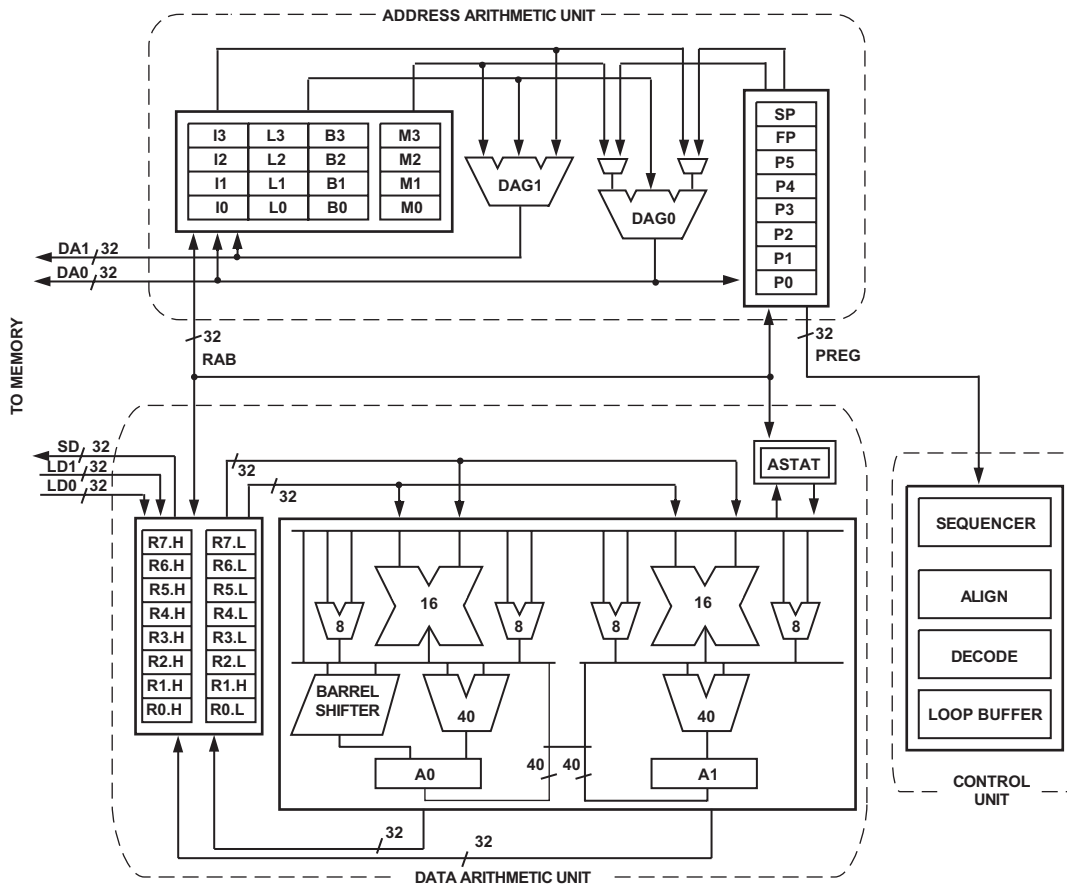 ADDRESS ARITHMETIC UNIT
I3 L3 B3 M3
I2 L2 B2 M2
I1 L1 B1 M1
I0 L0 B0 M0
DAG1
DAG0
SP
FP
P5
P4
P3
P2
P1
P0
DA1 32
DA0 32
TO MEMORY
32
RAB
32
PREG
SD 32
LD1 32
LD0 32
32
32
ASTAT
R7.H R7.L
R6.H R6.L
R5.H R5.L
R4.H R4.L
R3.H R3.L
R2.H R2.L
R1.H R1.H
R0.H R0.L
8
16
8
8
16
8
BARREL
SHIFTER
40
40
A0
40 40
A1
32
32
DATA ARITHMETIC UNIT
SEQUENCER
ALIGN
DECODE
LOOP BUFFER
CONTROL
UNIT